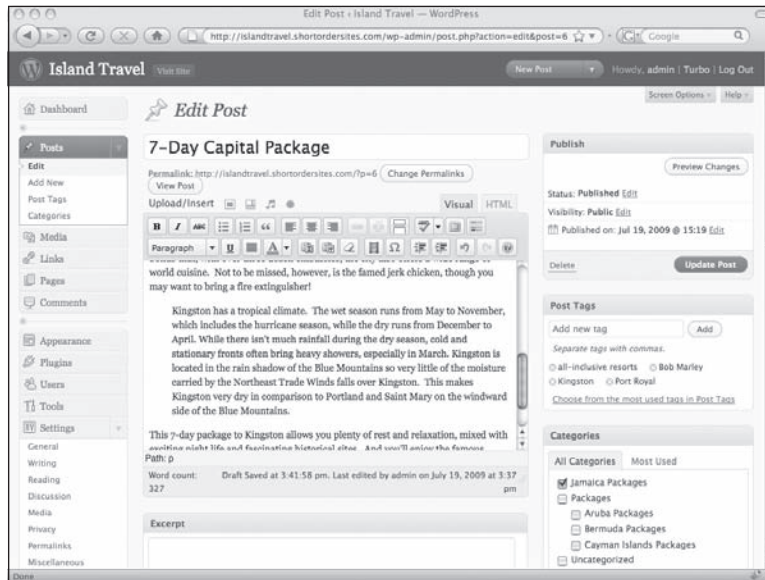 Edit Post ‹ Island Travel — WordPress
http://islandtravel.shortordersites.com/wp-admin/post.php?action=edit&post=6
Google
Island Travel
Visit Site
New Post
Howdy, admin | Turbo | Log Out
Screen Options
Help
Dashboard
Posts
Edit
Add New
Post Tags
Categories
Media
Links
Pages
Comments
Appearance
Plugins
Users
Tools
Settings
General
Writing
Reading
Discussion
Media
Privacy
Permalinks
Miscellaneous
Edit Post
7-Day Capital Package
Permalink: http://islandtravel.shortordersites.com/?p=6 Change Permalinks
View Post
Upload/Insert
Visual HTML
B I ABC
Paragraph U A Ω
world cuisine. Not to be missed, however, is the famed jerk chicken, though you
may want to bring a fire extinguisher!
Kingston has a tropical climate. The wet season runs from May to November,
which includes the hurricane season, while the dry runs from December to
April. While there isn't much rainfall during the dry season, cold and
stationary fronts often bring heavy showers, especially in March. Kingston is
located in the rain shadow of the Blue Mountains so very little of the moisture
carried by the Northeast Trade Winds falls over Kingston. This makes
Kingston very dry in comparison to Portland and Saint Mary on the windward
side of the Blue Mountains.
This 7-day package to Kingston allows you plenty of rest and relaxation, mixed with
exciting night life and fascinating historical sites. And you'll enjoy the famous
Path: p
Word count: 327
Draft Saved at 3:41:58 pm. Last edited by admin on July 19, 2009 at 3:37 pm
Excerpt
Publish
Preview Changes
Status: Published Edit
Visibility: Public Edit
Published on: Jul 19, 2009 @ 15:19 Edit
Delete
Update Post
Post Tags
Add new tag
Add
Separate tags with commas.
all-inclusive resorts Bob Marley
Kingston Port Royal
Choose from the most used tags in Post Tags
Categories
All Categories Most Used
Jamaica Packages
Packages
Aruba Packages
Bermuda Packages
Cayman Islands Packages
Uncategorized
Done